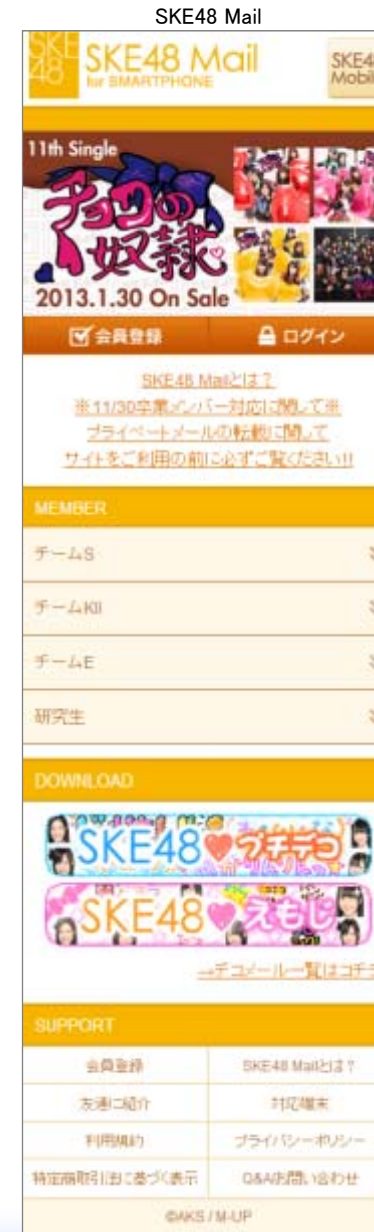 SKE48 Mail
SKE
48
SKE48 Mail
for SMARTPHONE
SKE4
Mobil
11th Single
チョコの
奴隷
2013.1.30 On Sale
会員登録
ログイン
SKE48 Mailとは?
※11/30卒業メンバー対応に関して※
プライベートメールの転載に関して
サイトをご利用の前に必ずご覧ください!!
MEMBER
チームS
チームKII
チームE
研究生
DOWNLOAD
SKE48♥プチデコ
SKE48♥えもじ
→デコメール一覧はコチ
SUPPORT
会員登録 SKE48 Mailとは?
友達に紹介 対応端末
利用規約 プライバシーポリシー
特定商取引法に基づく表示 Q&A/お問い合わせ
©AKS / M-UP